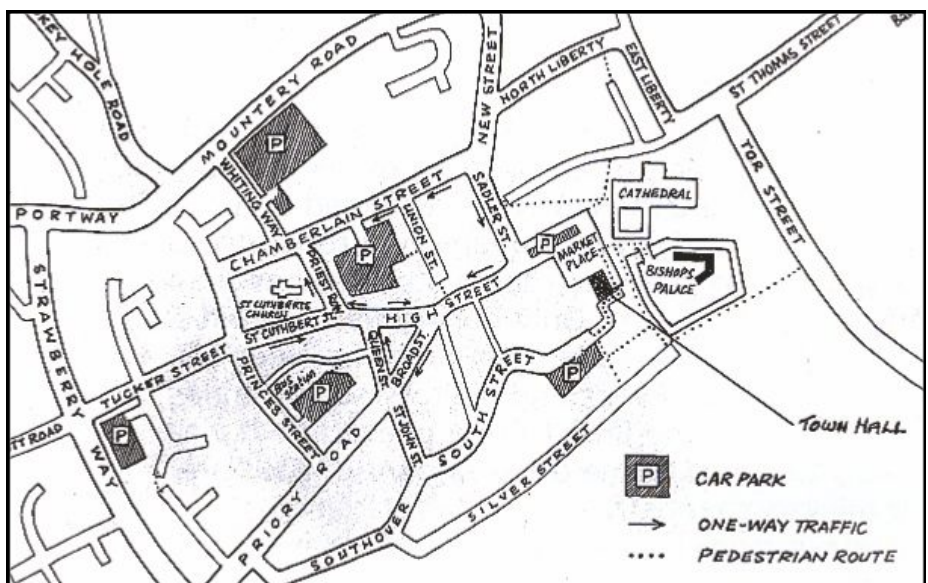 KEY HOLE ROAD
MOUNTERY ROAD
NEW STREET
NORTH LIBERTY
EAST LIBERTY
ST THOMAS STREET
TOR STREET
P
WHITING WAY
PORTWAY
CHAMBERLAIN STREET
SADLER ST.
UNION ST.
CATHEDRAL
P
P
MARKET
PLACE
BISHOPS
PALACE
STRAWBERRY WAY
PRIEST ROW
ST CUTHBERTS
CHURCH
ST CUTHBERT ST.
HIGH STREET
TUCKER STREET
PRINCES STREET
BUS STATION
P
QUEEN ST.
BROAD ST.
SOUTH STREET
P
ST JOHN ST.
TT ROAD
P
PRIORY ROAD
SOUTHOVER
SILVER STREET
TOWN HALL
P CAR PARK
→ ONE-WAY TRAFFIC
..... PEDESTRIAN ROUTE